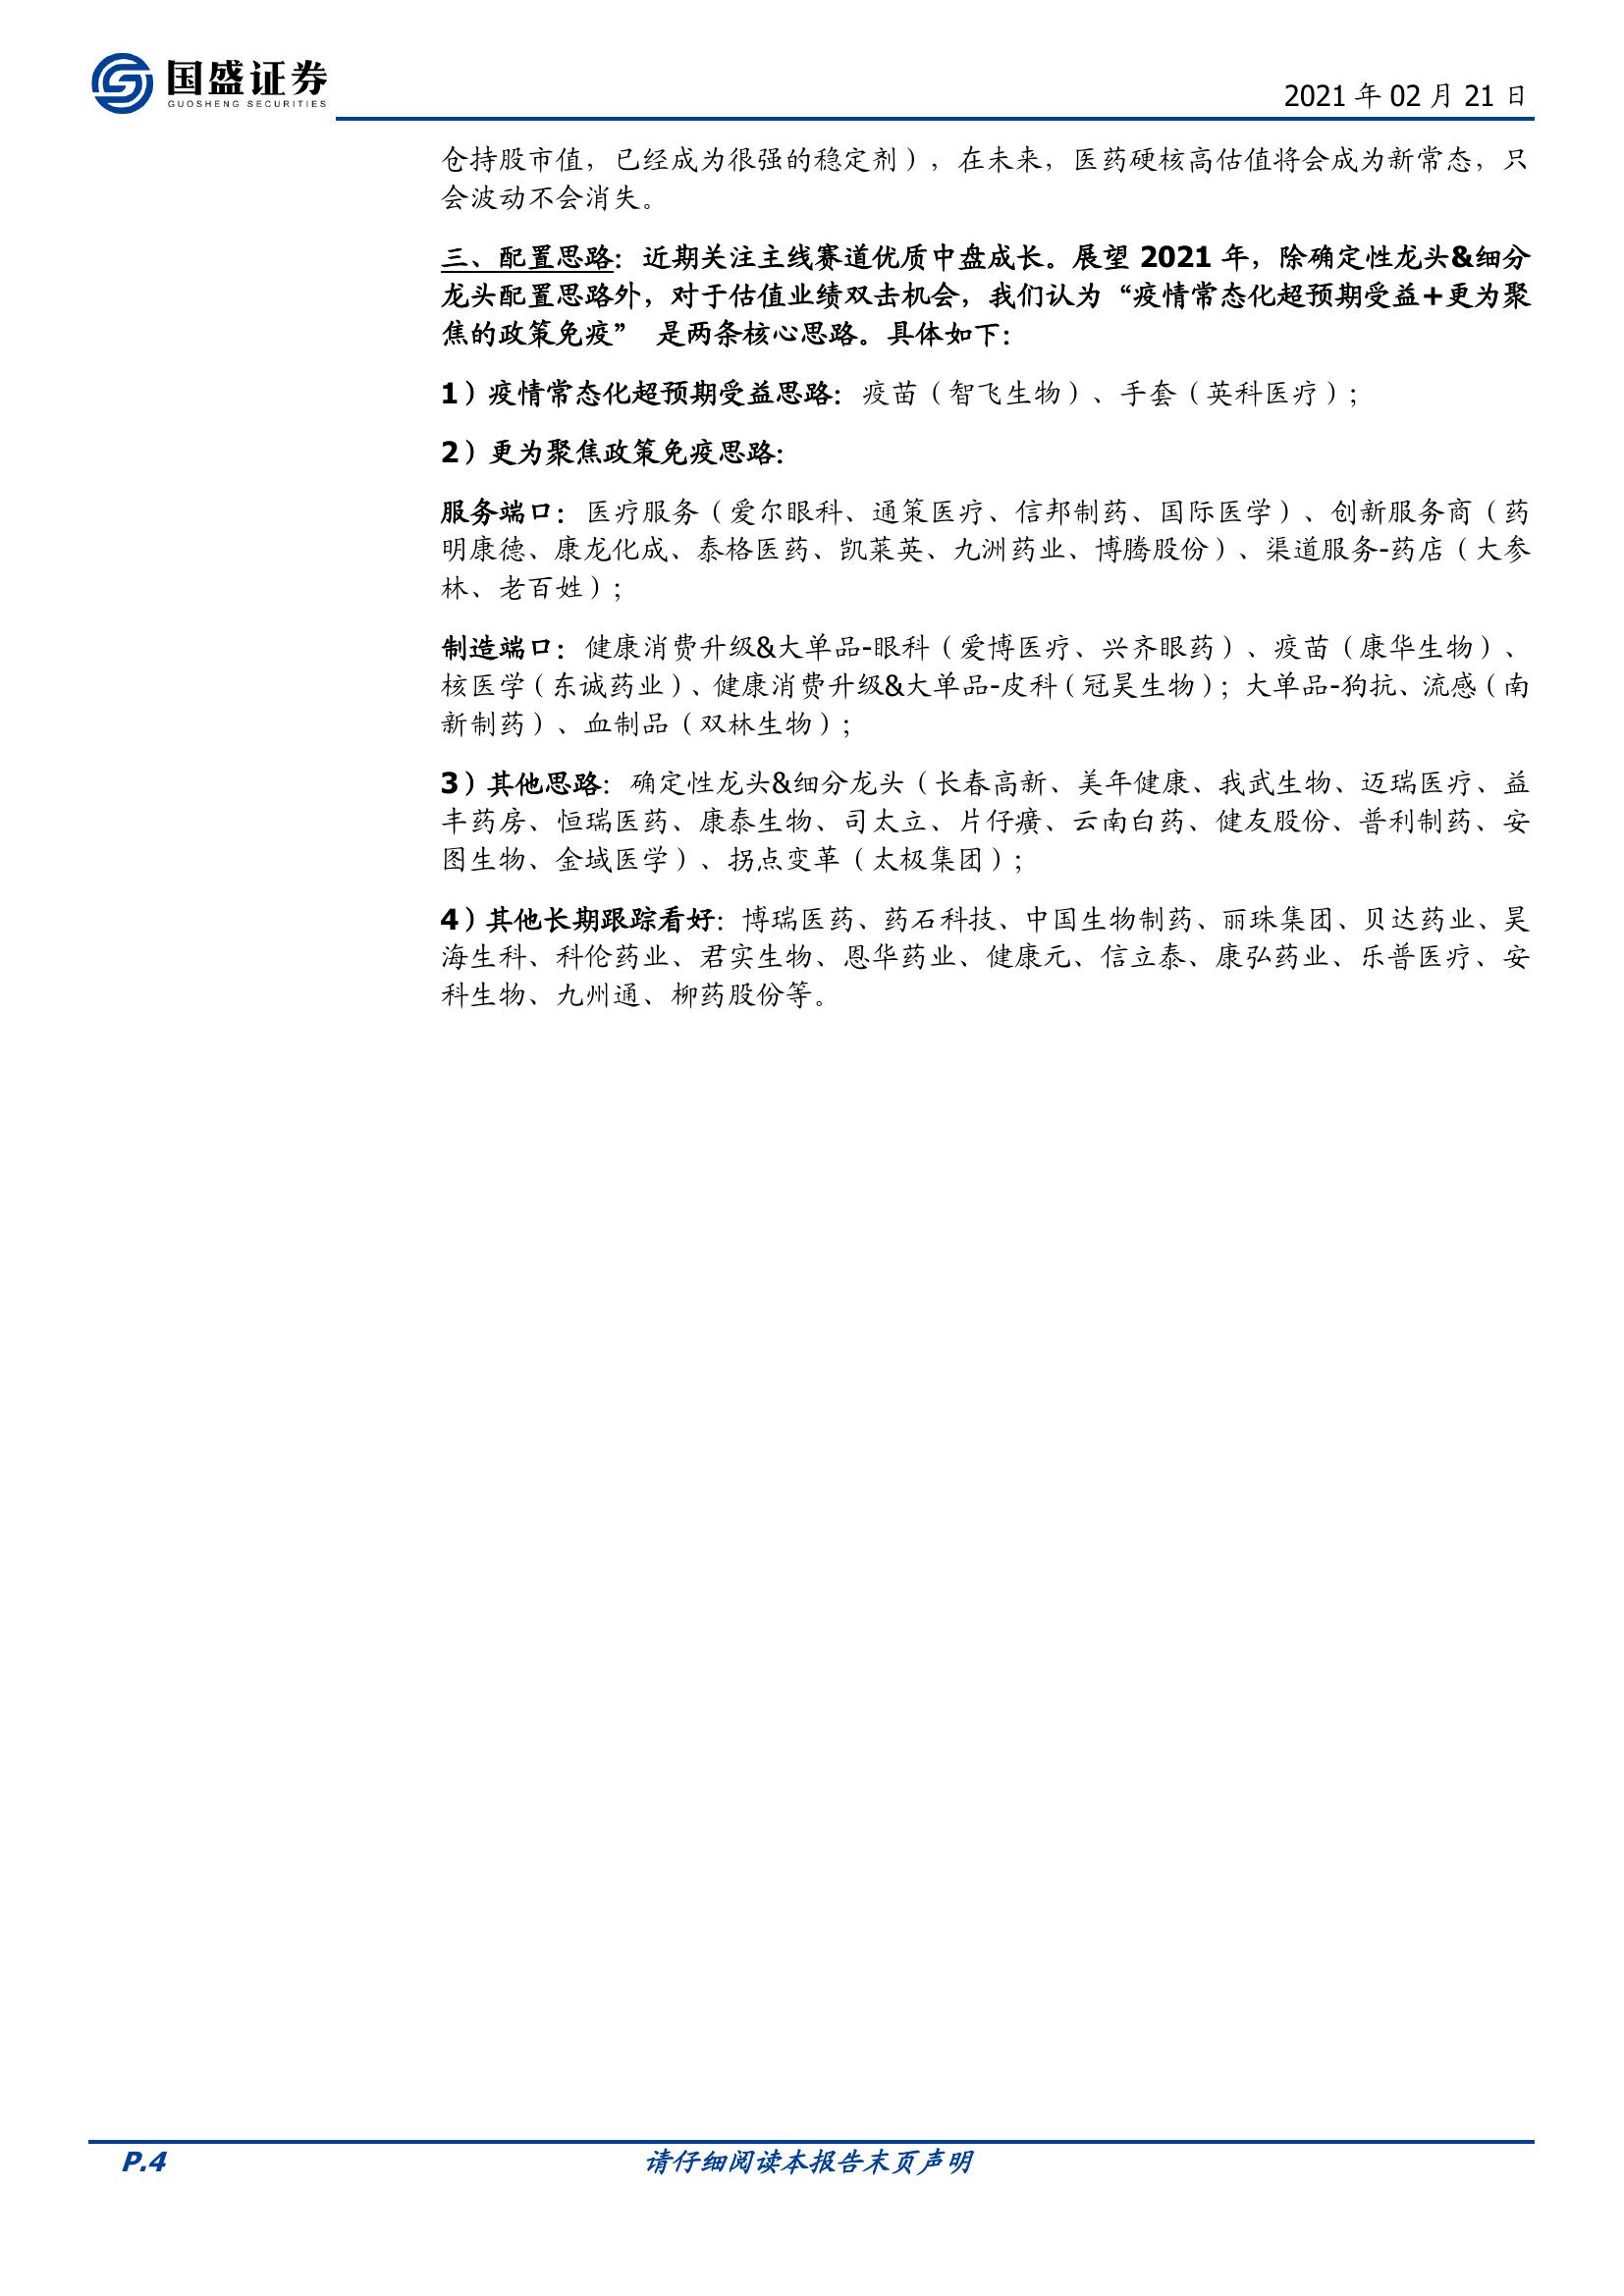 国盛证券
GUOSHENG SECURITIES
2021 年 02 月 21 日
仓持股市值，已经成为很强的稳定剂），在未来，医药硬核高估值将会成为新常态，只
会波动不会消失。
三、配置思路：近期关注主线赛道优质中盘成长。展望 2021 年，除确定性龙头&细分
龙头配置思路外，对于估值业绩双击机会，我们认为“疫情常态化超预期受益+更为聚
焦的政策免疫” 是两条核心思路。具体如下：
1）疫情常态化超预期受益思路：疫苗（智飞生物）、手套（英科医疗）；
2）更为聚焦政策免疫思路：
服务端口：医疗服务（爱尔眼科、通策医疗、信邦制药、国际医学）、创新服务商（药
明康德、康龙化成、泰格医药、凯莱英、九洲药业、博腾股份）、渠道服务-药店（大参
林、老百姓）；
制造端口：健康消费升级&大单品-眼科（爱博医疗、兴齐眼药）、疫苗（康华生物）、
核医学（东诚药业）、健康消费升级&大单品-皮科（冠昊生物）；大单品-狗抗、流感（南
新制药）、血制品（双林生物）；
3）其他思路：确定性龙头&细分龙头（长春高新、美年健康、我武生物、迈瑞医疗、益
丰药房、恒瑞医药、康泰生物、司太立、片仔癀、云南白药、健友股份、普利制药、安
图生物、金域医学）、拐点变革（太极集团）；
4）其他长期跟踪看好：博瑞医药、药石科技、中国生物制药、丽珠集团、贝达药业、昊
海生科、科伦药业、君实生物、恩华药业、健康元、信立泰、康弘药业、乐普医疗、安
科生物、九州通、柳药股份等。
P.4
请仔细阅读本报告末页声明